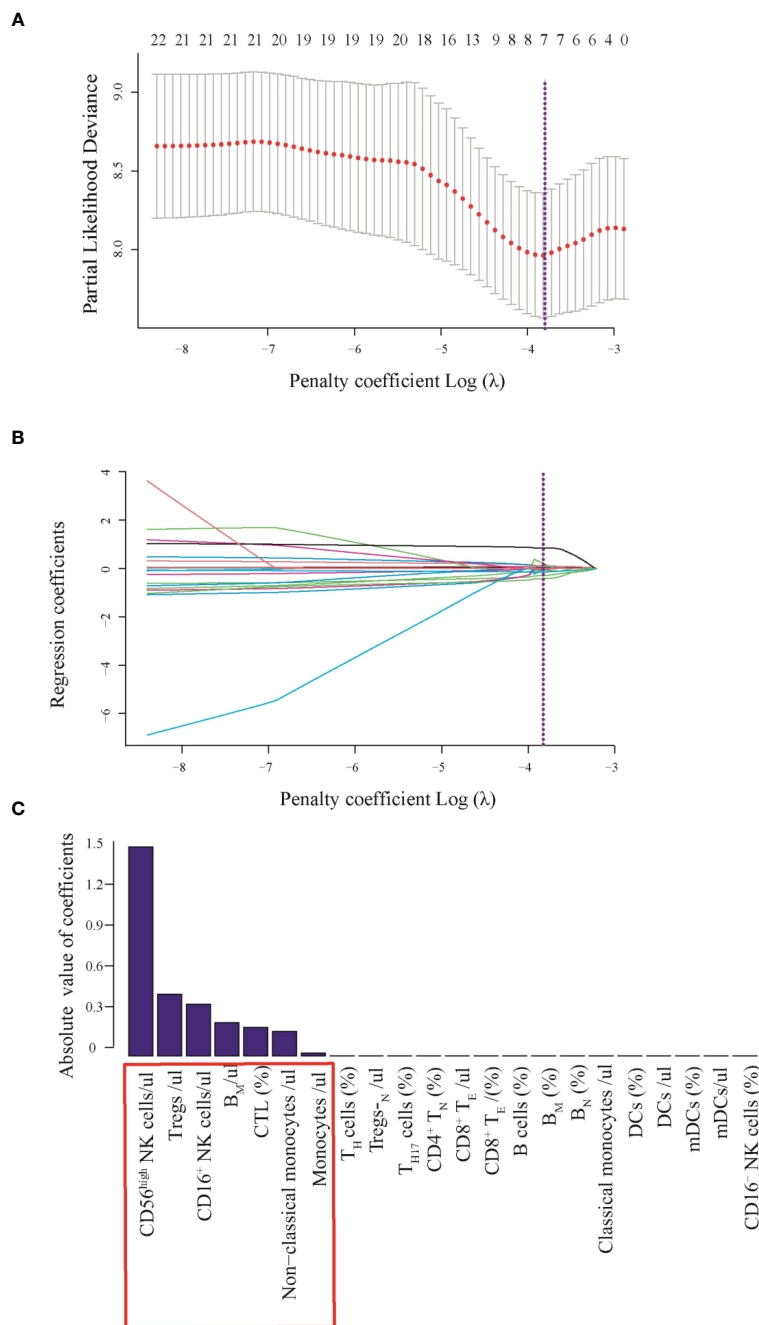 A
22 21 21 21 21 20 19 19 19 19 20 18 16 13 9 8 8 7 7 6 6 4 0
Partial Likelihood Deviance
9.0
8.5
8.0
−8 −7 −6 −5 −4 −3
Penalty coefficient Log (λ)
B
Regression coefficients
4
2
0
−2
−4
−6
−8 −7 −6 −5 −4 −3
Penalty coefficient Log (λ)
C
Absolute value of coefficients
1.5
1.2
0.9
0.6
0.3
0
CD56high NK cells/ul
Tregs /ul
CD16+ NK cells/ul
BM/ul
CTL (%)
Non−classical monocytes /ul
Monocytes /ul
TH cells (%)
Tregs-N /ul
TH17 cells (%)
CD4+ TN (%)
CD8+ TE /ul
CD8+ TE /(%)
B cells (%)
BM (%)
BN (%)
Classical monocytes /ul
DCs (%)
DCs /ul
mDCs (%)
mDCs/ul
CD16− NK cells (%)